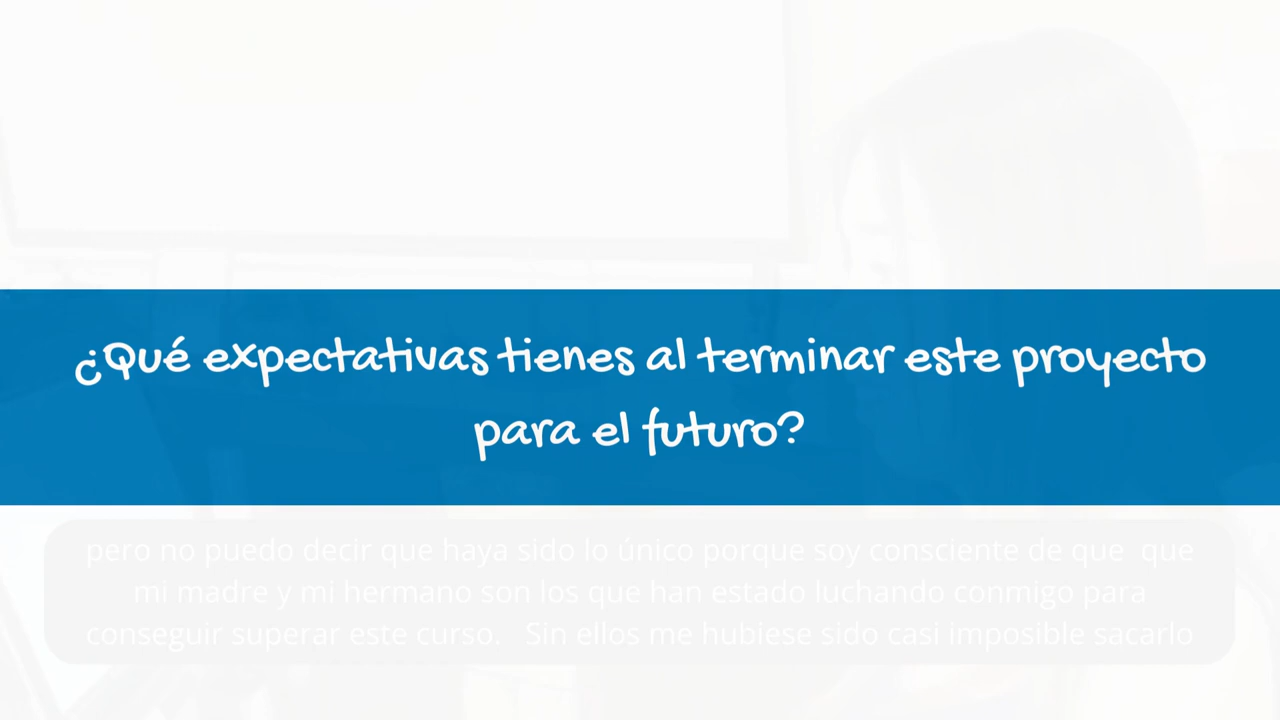 ¿Qué expectativas tienes al terminar este proyecto
para el futuro?
pero no puedo decir que haya sido lo único porque soy consciente de que  que
mi madre y mi hermano son los que han estado luchando conmigo para
conseguir superar este curso.   Sin ellos me hubiese sido casi imposible sacarlo